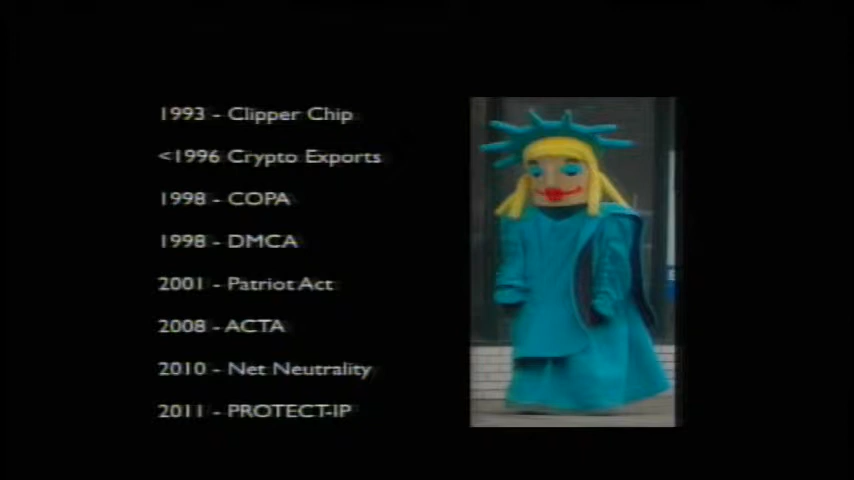 1993 - Clipper Chip
<1996 Crypto Exports
1998 - COPA
1998 - DMCA
2001 - Patriot Act
2008 - ACTA
2010 - Net Neutrality
2011 - PROTECT-IP